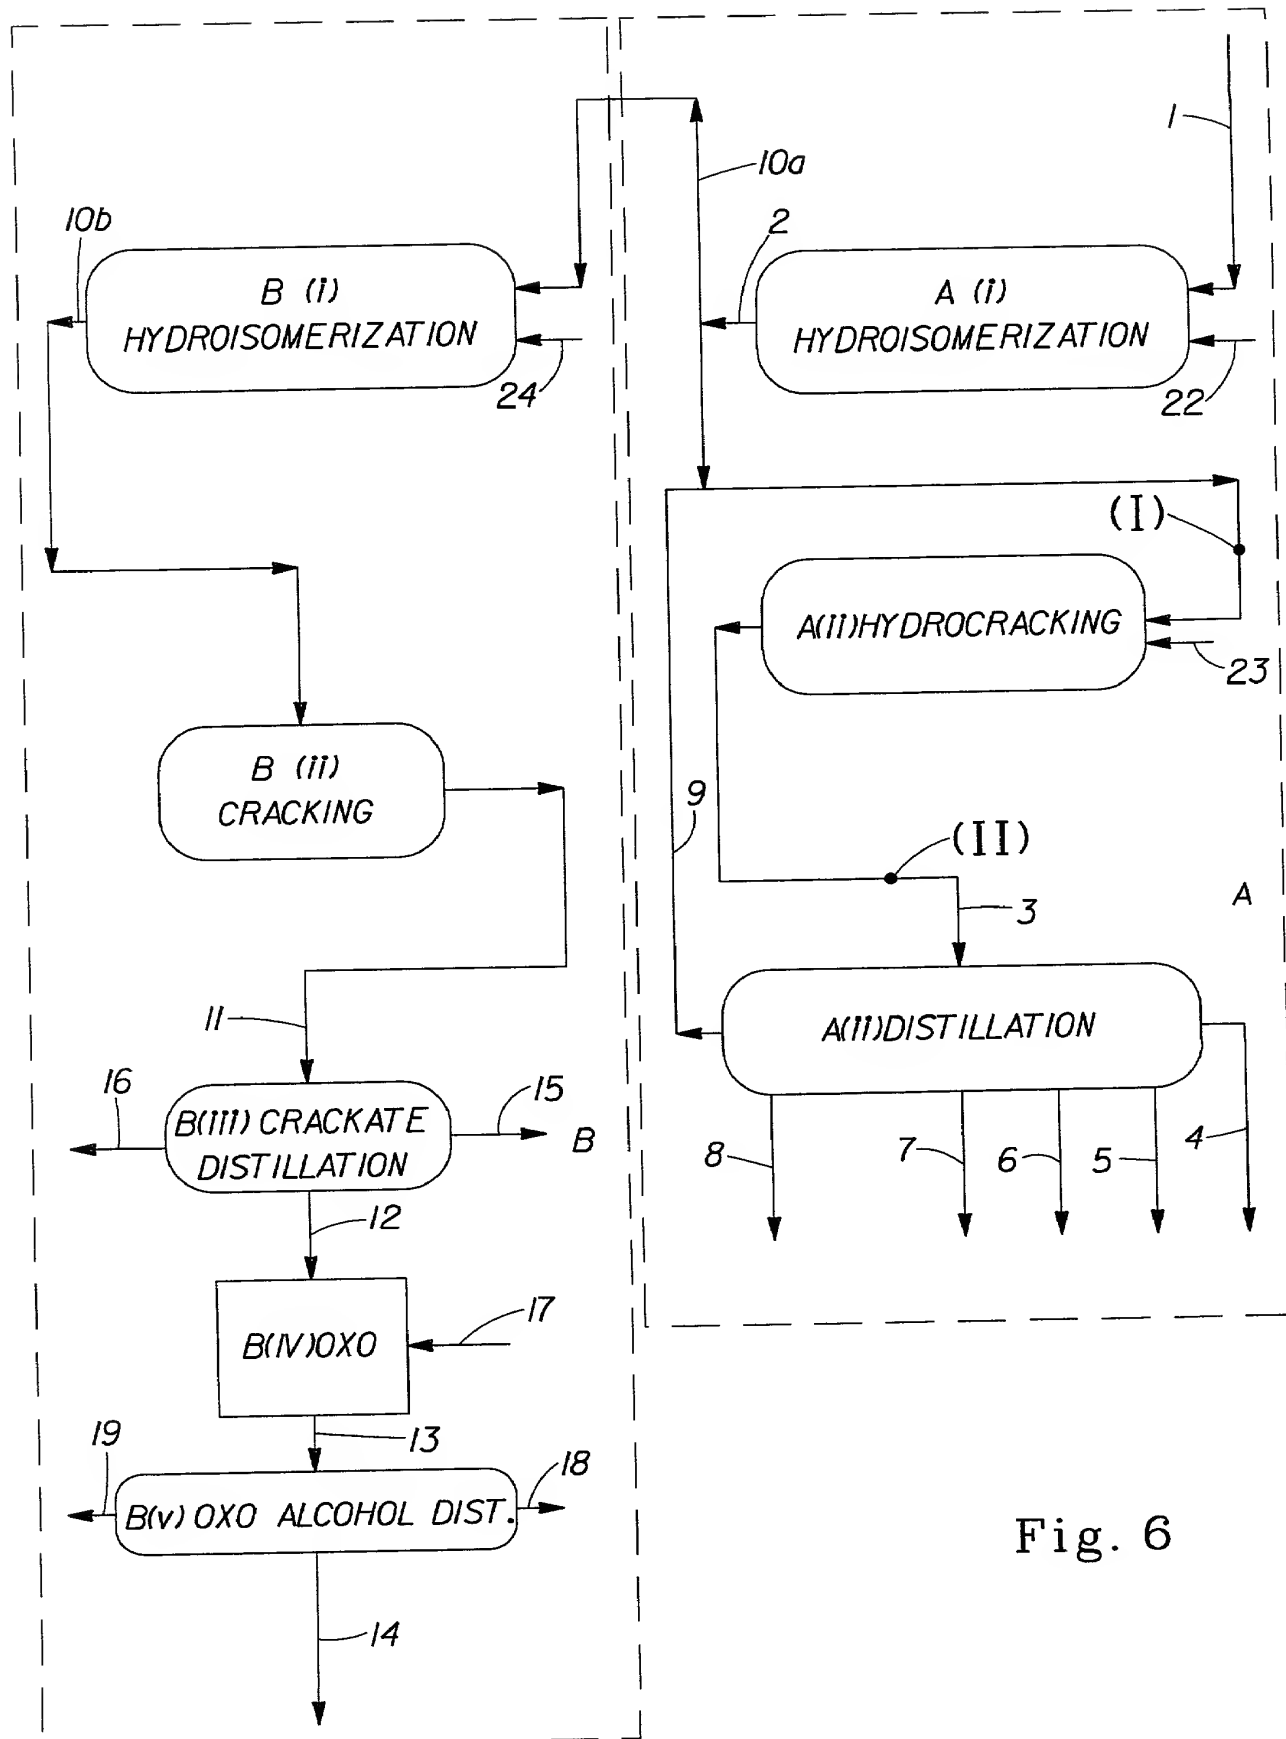 1
10a
2
10b
B (i)
HYDROISOMERIZATION
A (i)
HYDROISOMERIZATION
24
22
(I)
A(ii)HYDROCRACKING
23
B (ii)
CRACKING
9
(II)
3
A
11
A(ii)DISTILLATION
16
15
B(iii) CRACKATE
DISTILLATION
B
8
7
6
5
4
12
17
B(IV)OXO
13
19
18
B(v) OXO ALCOHOL DIST.
14
Fig. 6